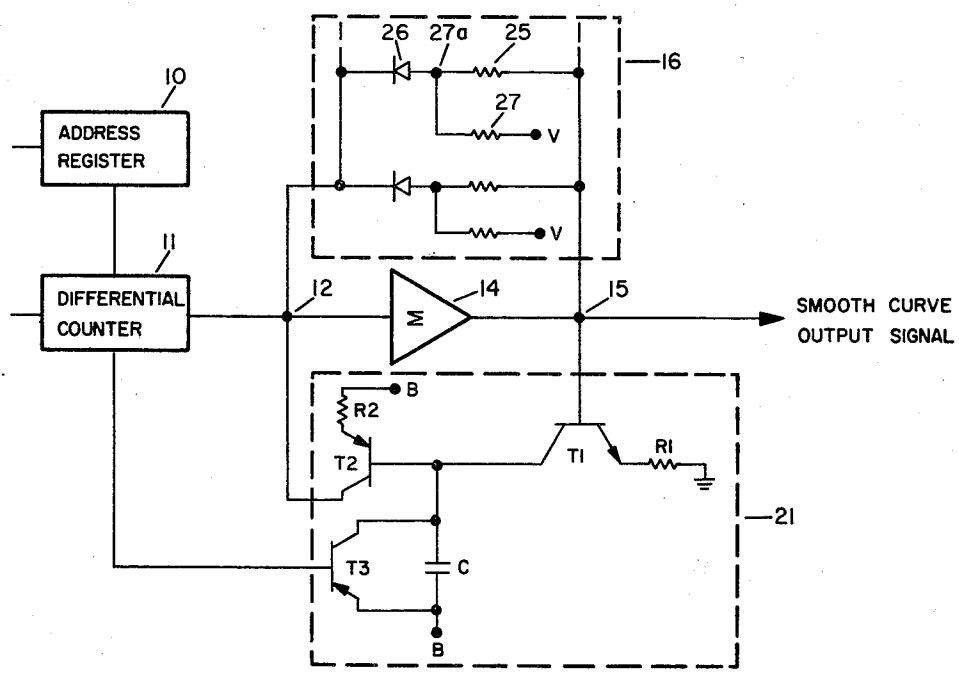 26
27a
25
16
10
ADDRESS
REGISTER
27
V
11
V
DIFFERENTIAL
COUNTER
12
14
M
15
SMOOTH CURVE
OUTPUT SIGNAL
B
R2
T2
T1
R1
21
T3
C
B